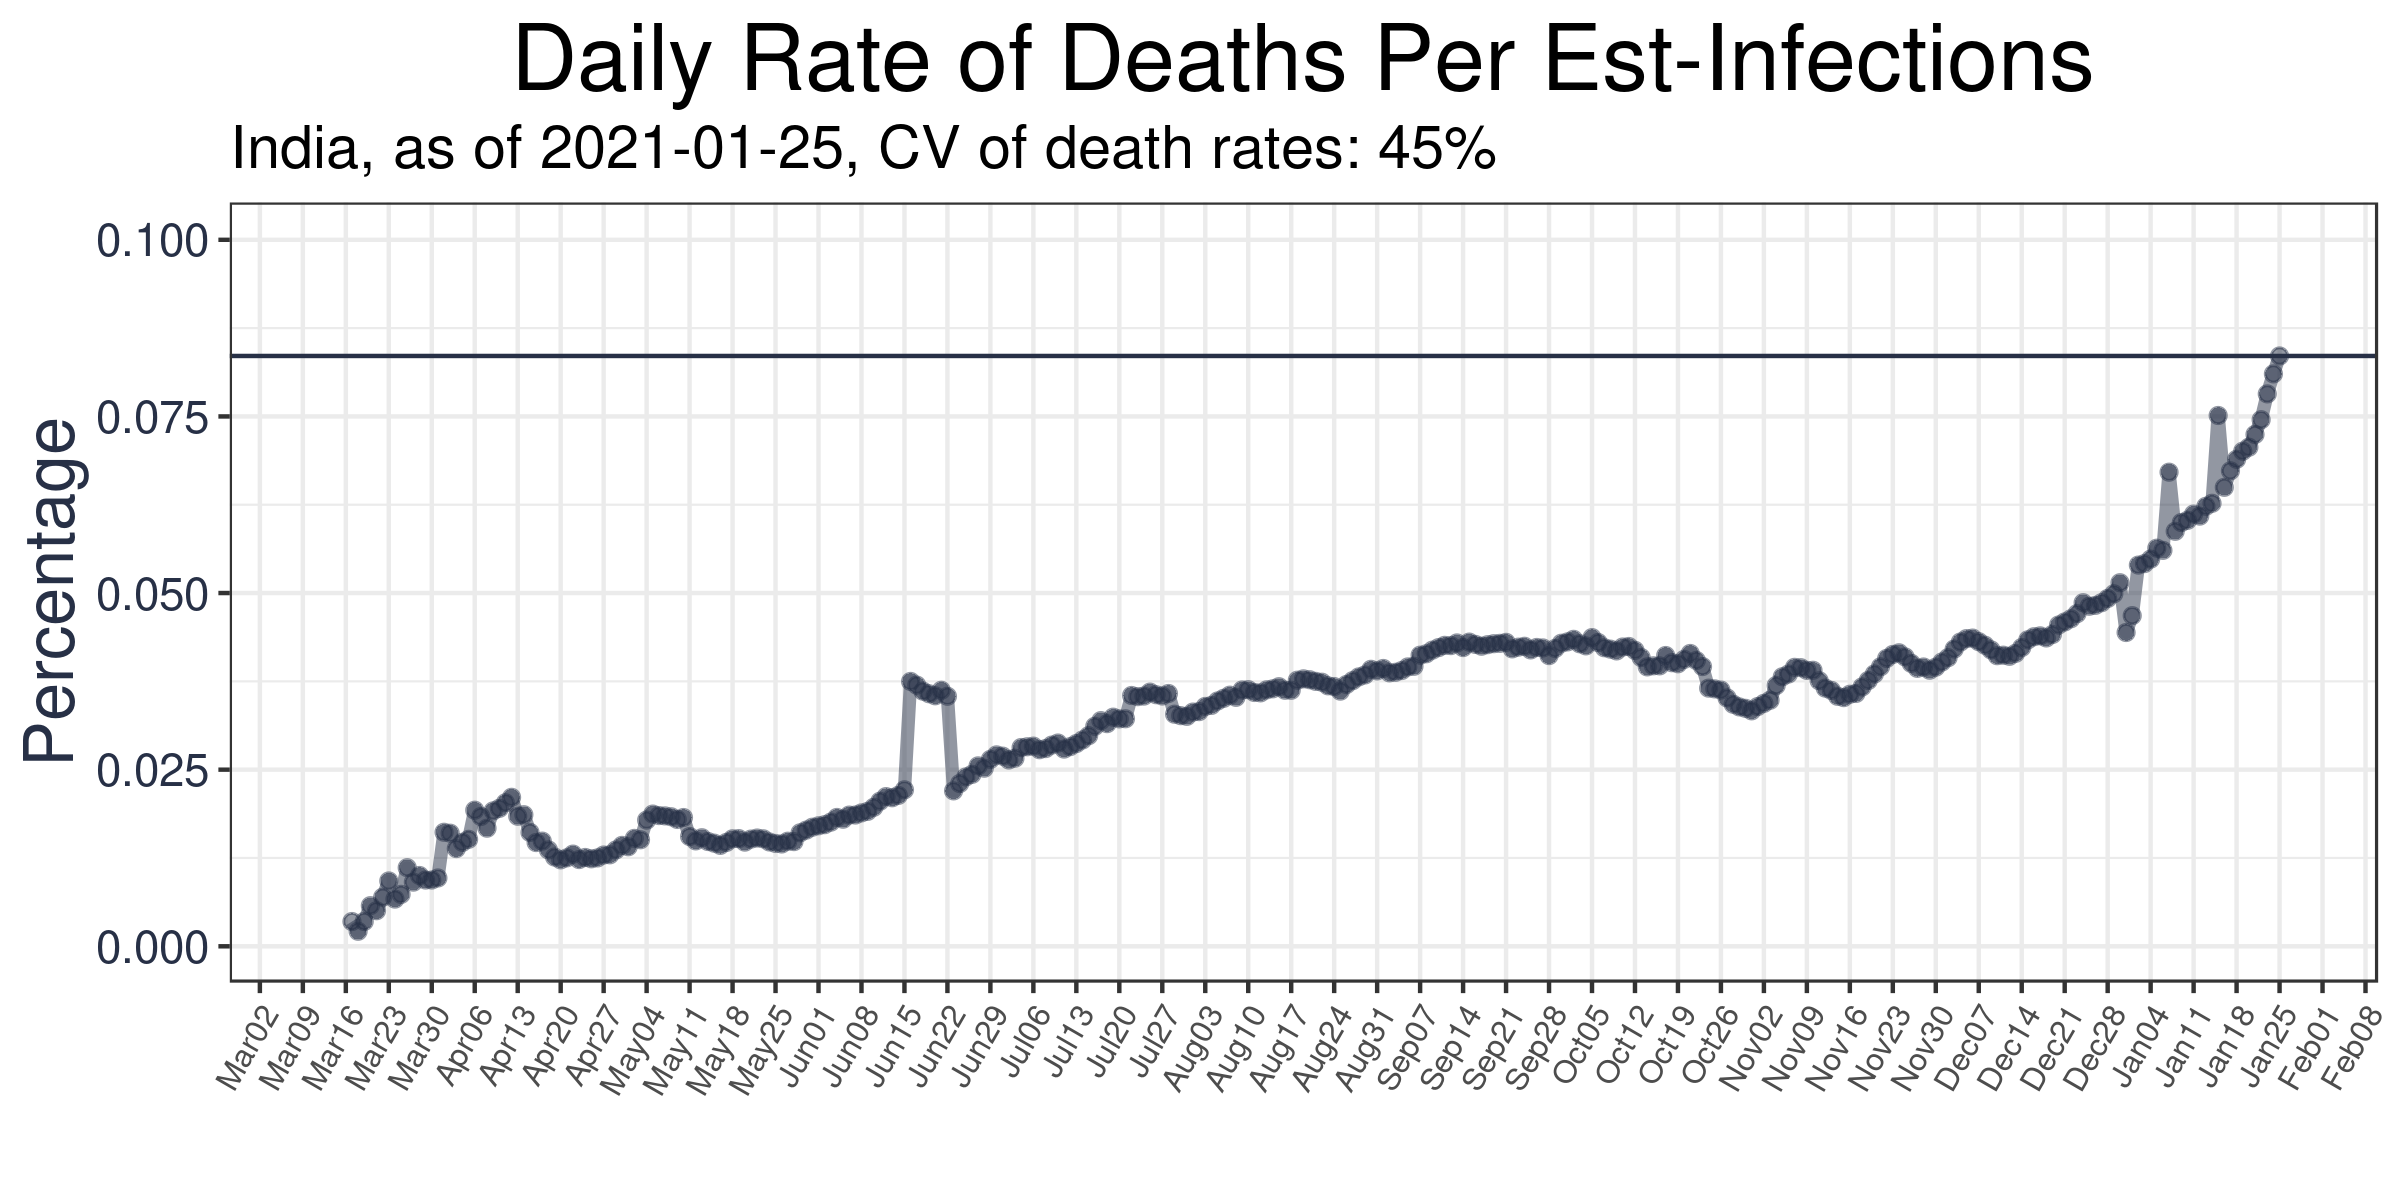 Daily Rate of Deaths Per Est-Infections
India, as of 2021-01-25, CV of death rates: 45%
Percentage
0.100
0.075
0.050
0.025
0.000
Mar02
Mar09
Mar16
Mar23
Mar30
Apr06
Apr13
Apr20
Apr27
May04
May11
May18
May25
Jun01
Jun08
Jun15
Jun22
Jun29
Jul06
Jul13
Jul20
Jul27
Aug03
Aug10
Aug17
Aug24
Aug31
Sep07
Sep14
Sep21
Sep28
Oct05
Oct12
Oct19
Oct26
Nov02
Nov09
Nov16
Nov23
Nov30
Dec07
Dec14
Dec21
Dec28
Jan04
Jan11
Jan18
Jan25
Feb01
Feb08